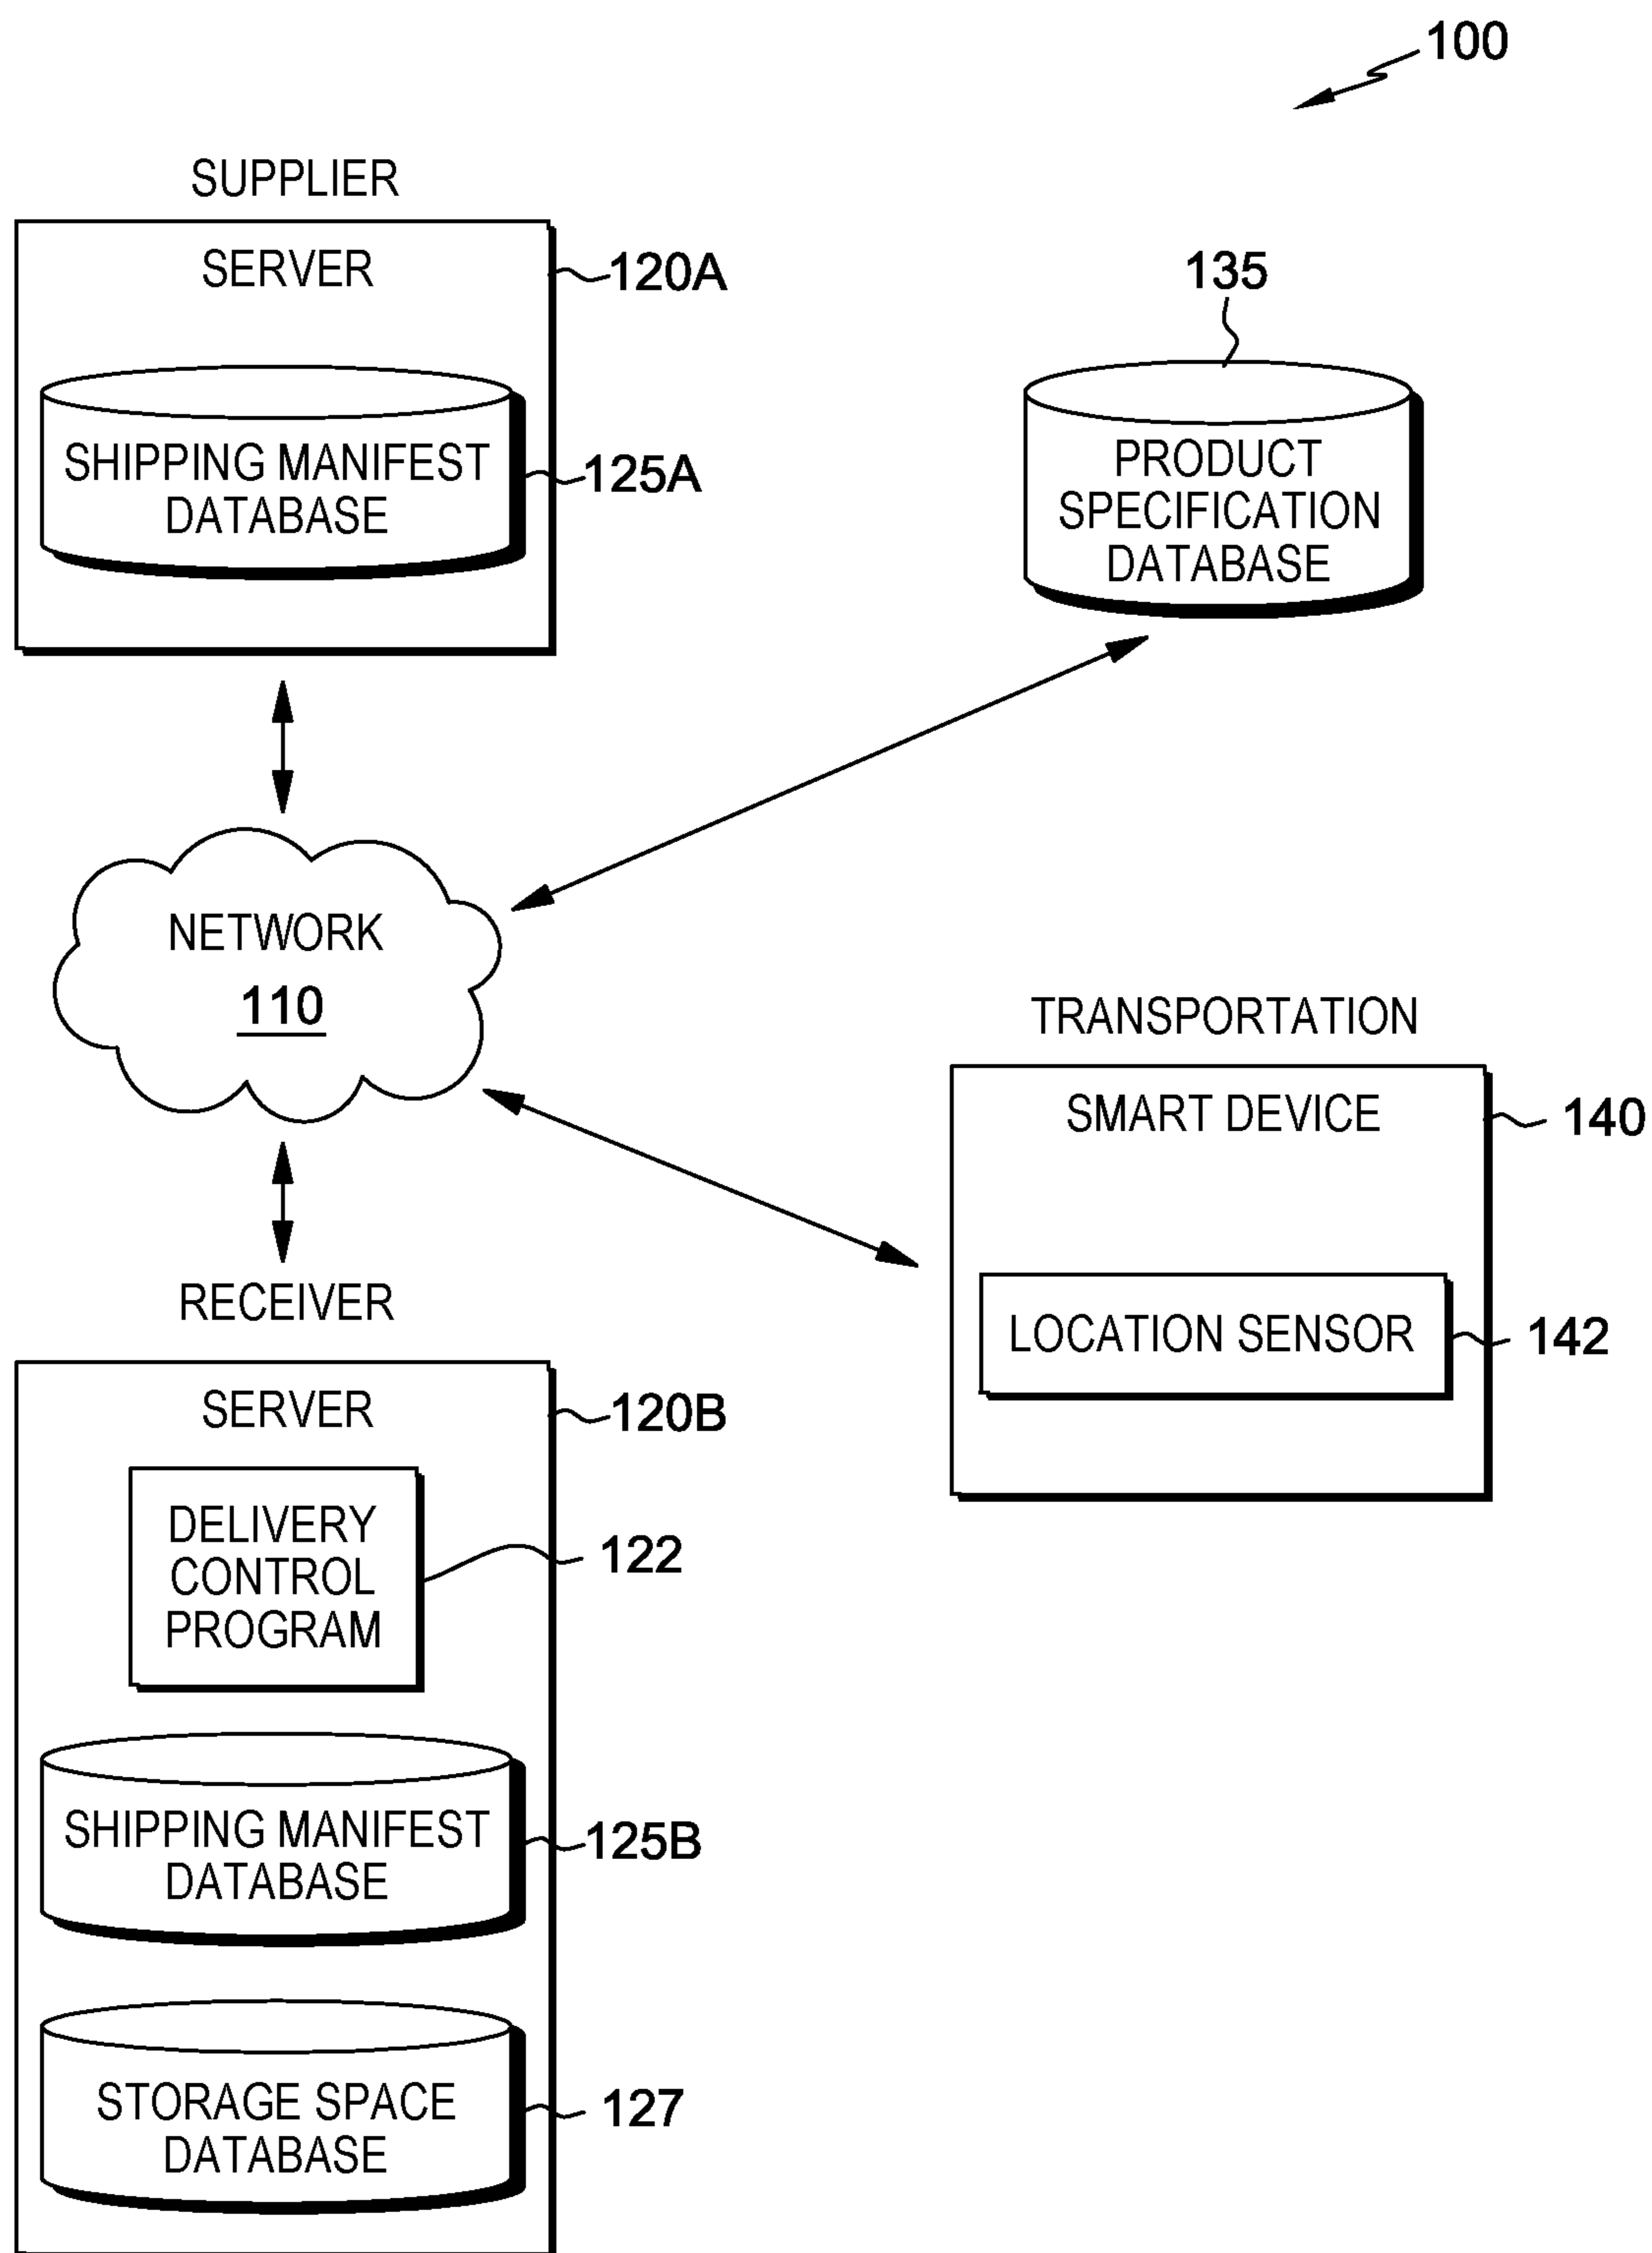 100
SUPPLIER
SERVER
120A
SHIPPING MANIFEST
DATABASE
125A
135
PRODUCT
SPECIFICATION
DATABASE
NETWORK
110
TRANSPORTATION
SMART DEVICE
140
LOCATION SENSOR
142
RECEIVER
SERVER
120B
DELIVERY
CONTROL
PROGRAM
122
SHIPPING MANIFEST
DATABASE
125B
STORAGE SPACE
DATABASE
127